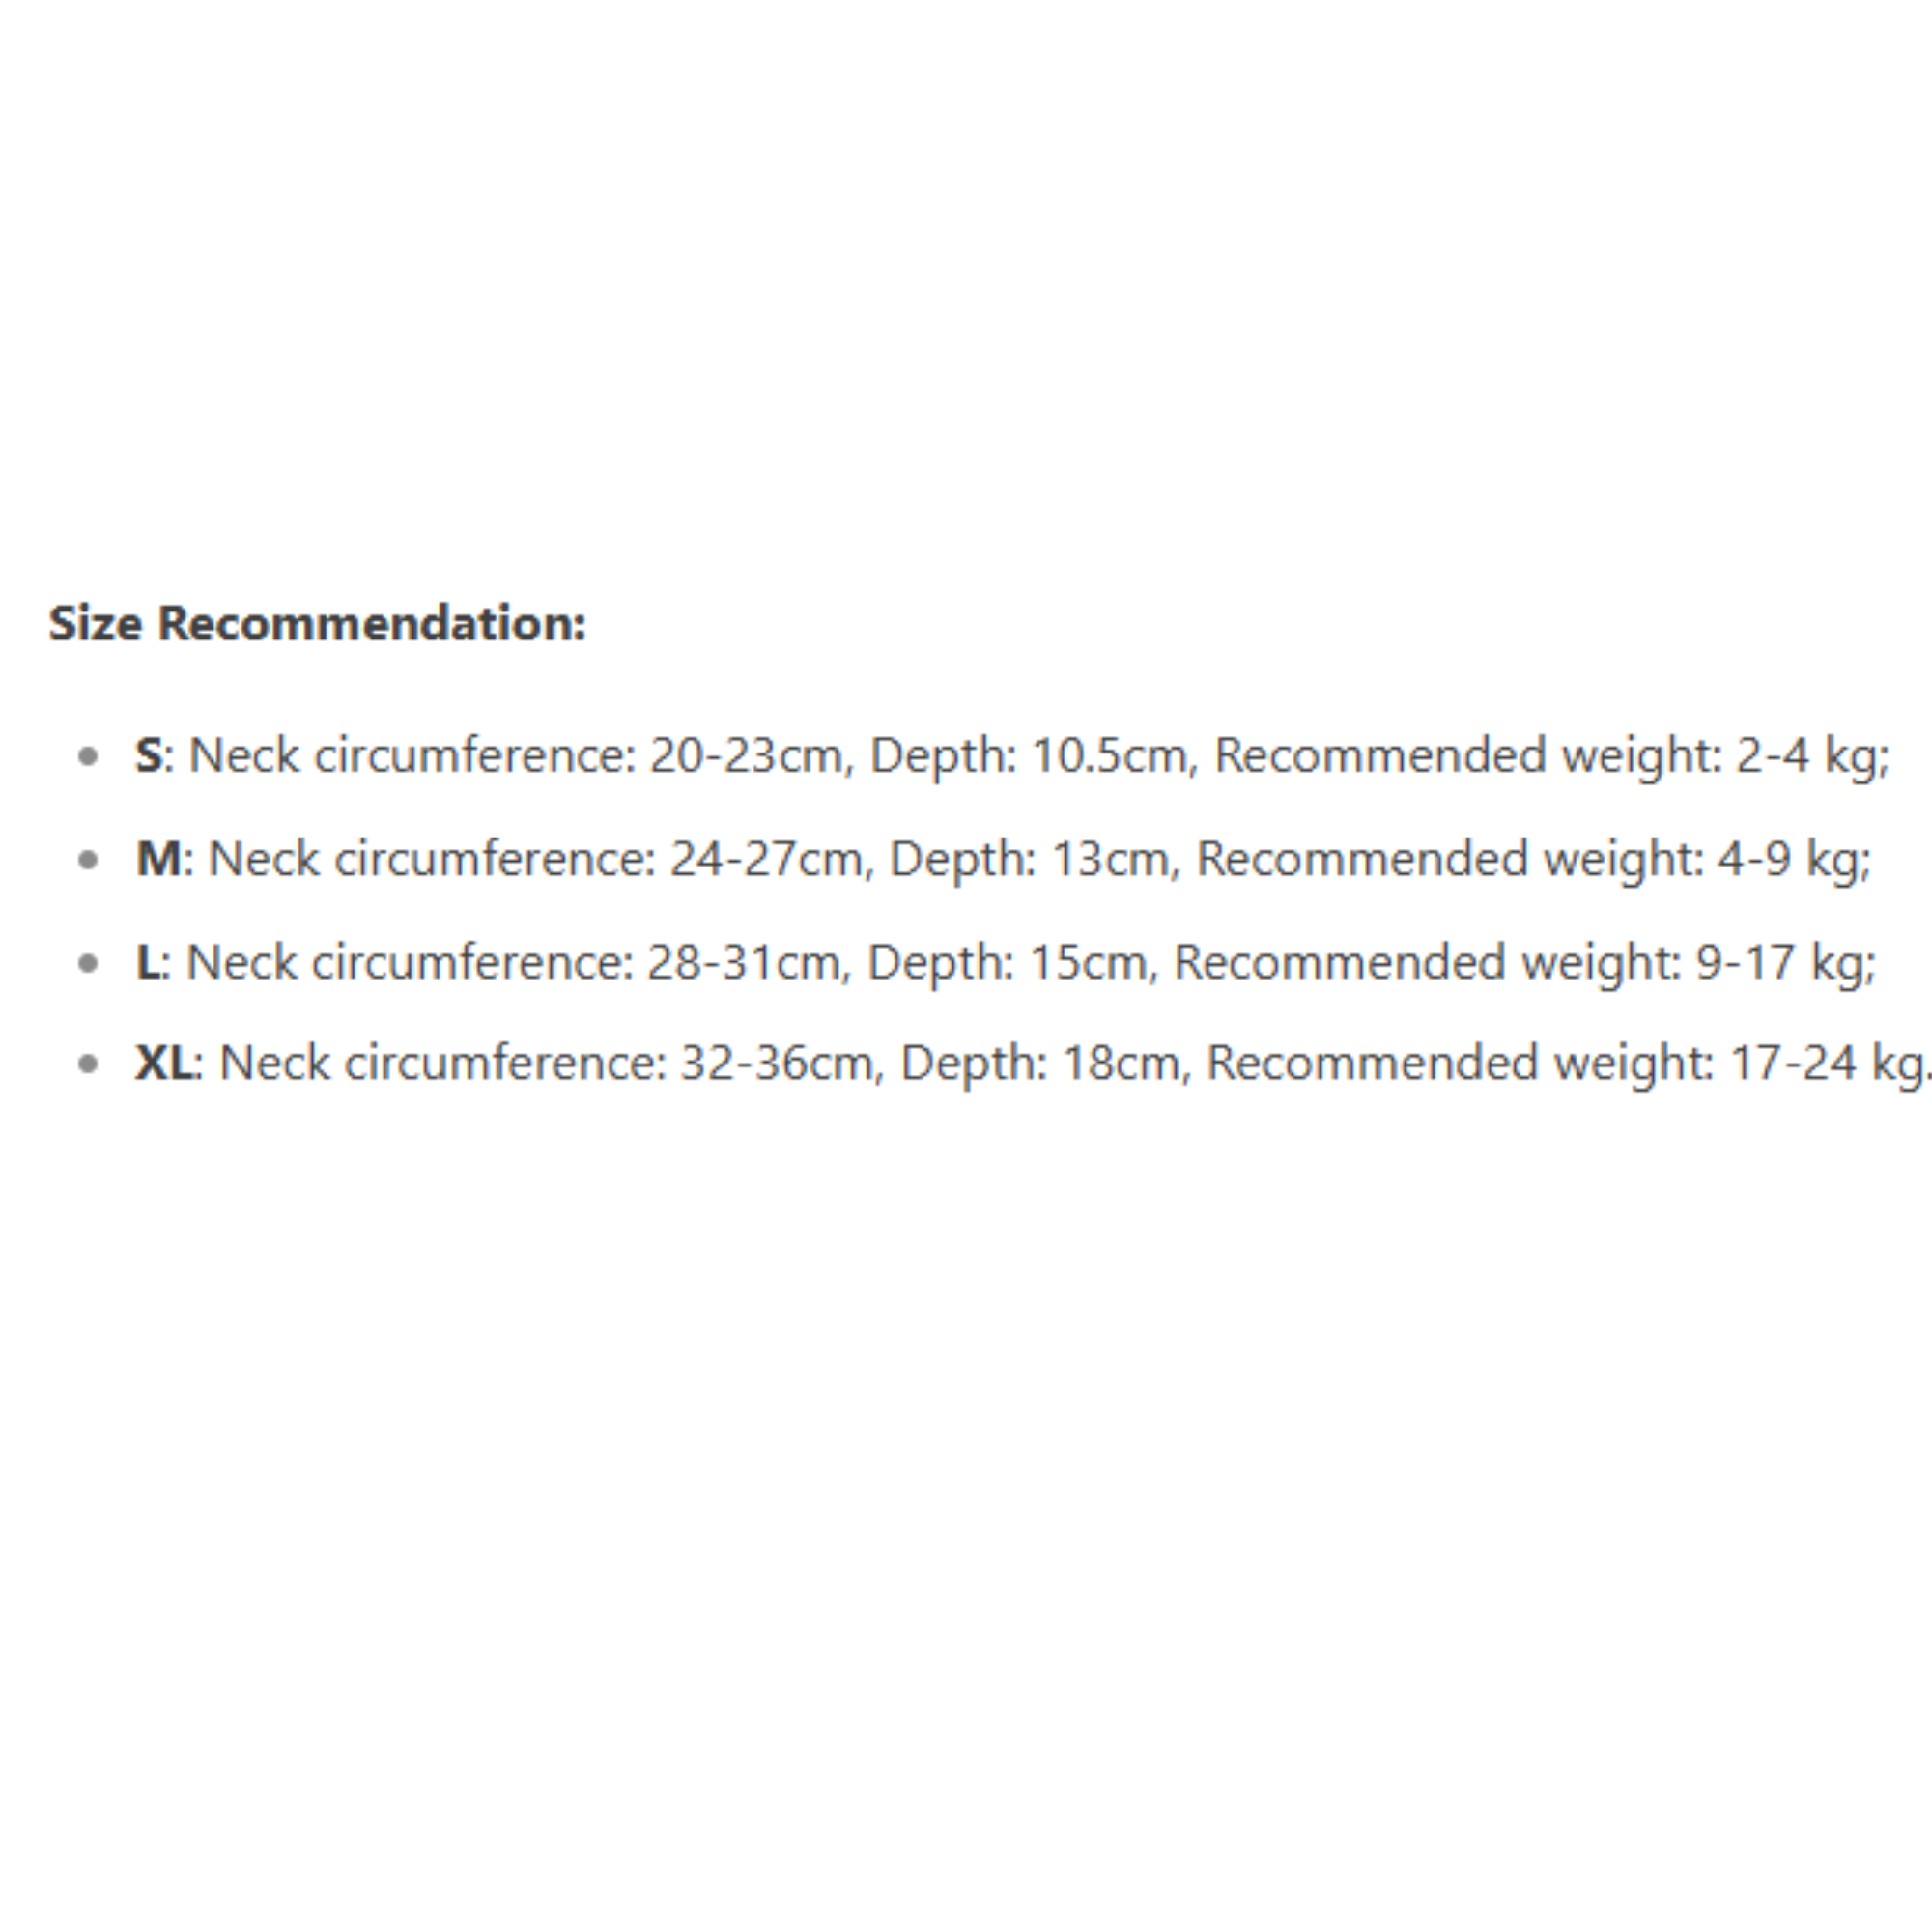 Size Recommendation:
S: Neck circumference: 20-23cm, Depth: 10.5cm, Recommended weight: 2-4 kg;
M: Neck circumference: 24-27cm, Depth: 13cm, Recommended weight: 4-9 kg;
L: Neck circumference: 28-31cm, Depth: 15cm, Recommended weight: 9-17 kg;
XL: Neck circumference: 32-36cm, Depth: 18cm, Recommended weight: 17-24 kg.